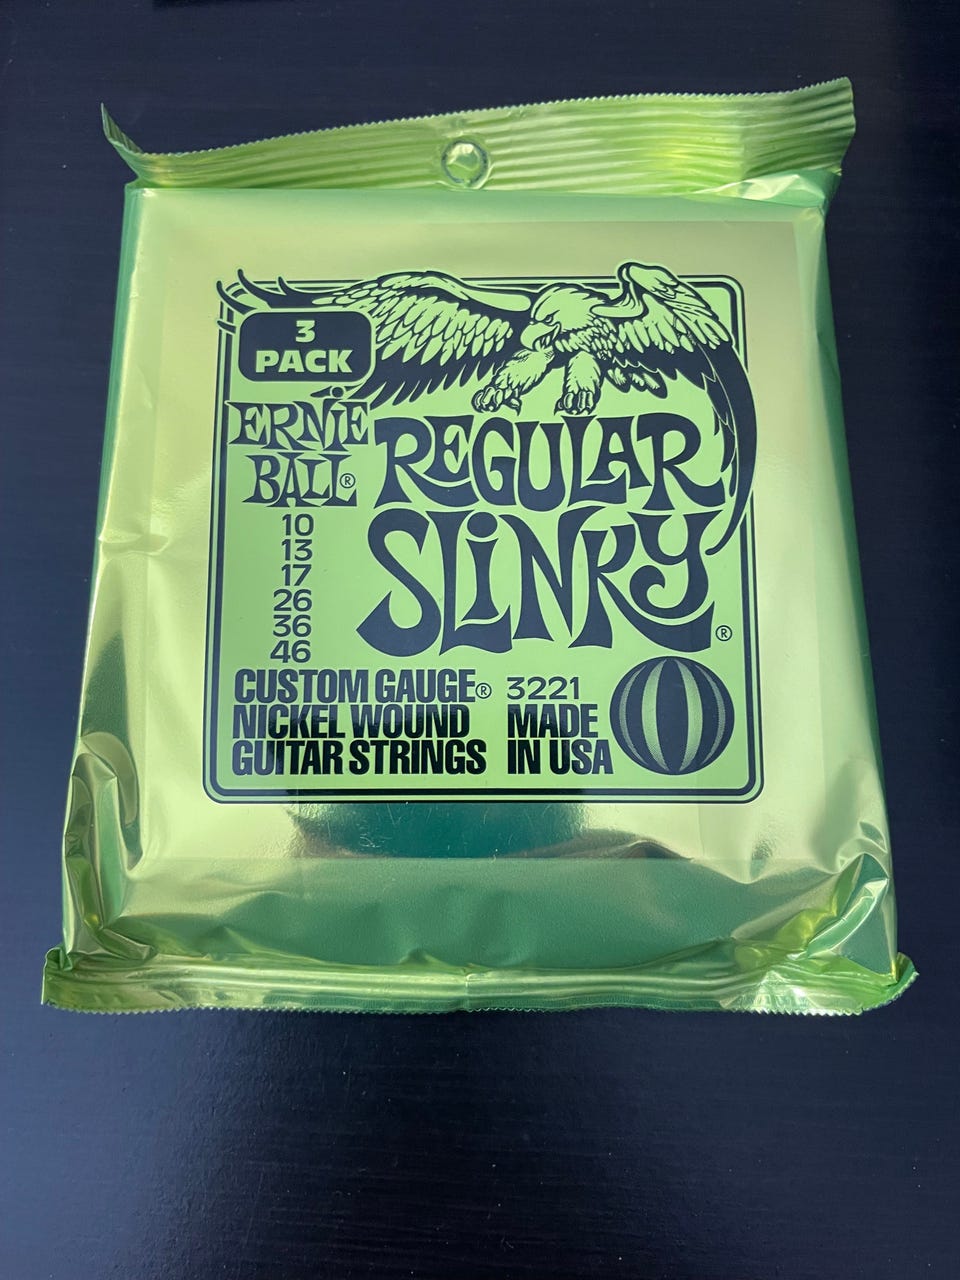 3
PACK
ERNiE
BALL®
REGULAR
SLiNKY®
10
13
17
26
36
46
CUSTOM GAUGE®
NICKEL WOUND
GUITAR STRINGS
3221
MADE
IN USA